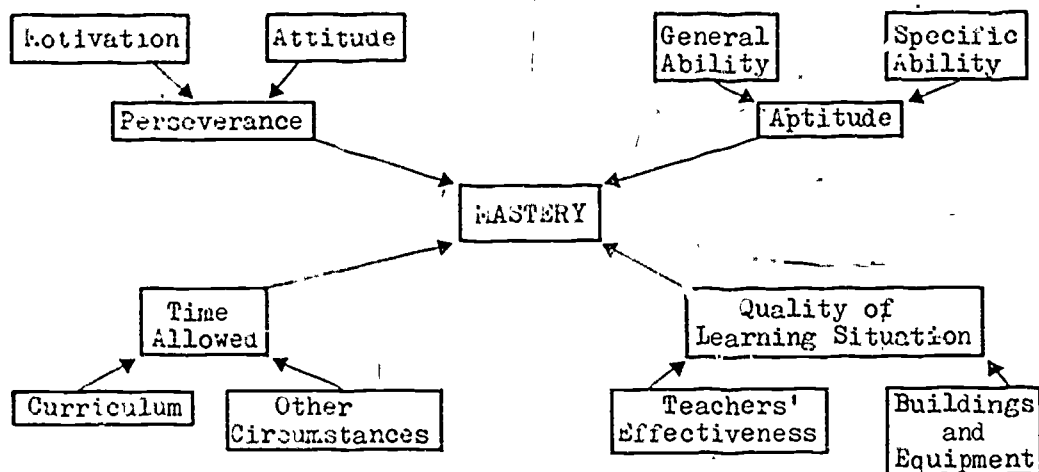 Motivation
Attitude
General
Ability
Specific
Ability
Perseverance
Aptitude
MASTERY
Time
Allowed
Quality of
Learning Situation
Curriculum
Other
Circumstances
Teachers'
Effectiveness
Buildings
and
Equipment